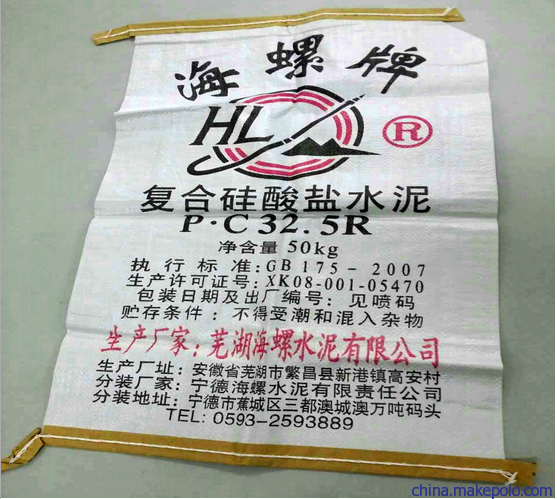 海螺牌
HL ®
复合硅酸盐水泥
P·C 32.5R
净含量 50kg
执行标准:GB 175-2007
生产许可证号:XK08-001-05470
包装日期及出厂编号:见喷码
贮存条件:不得受潮和混入杂物
生产厂家:芜湖海螺水泥有限公司
生产厂址:安徽省芜湖市繁昌县新港镇高安村
分装厂家:宁德海螺水泥有限责任公司
分装地址:宁德市蕉城区三都澳城澳万吨码头
TEL: 0593-2593889
china.makepolo.com